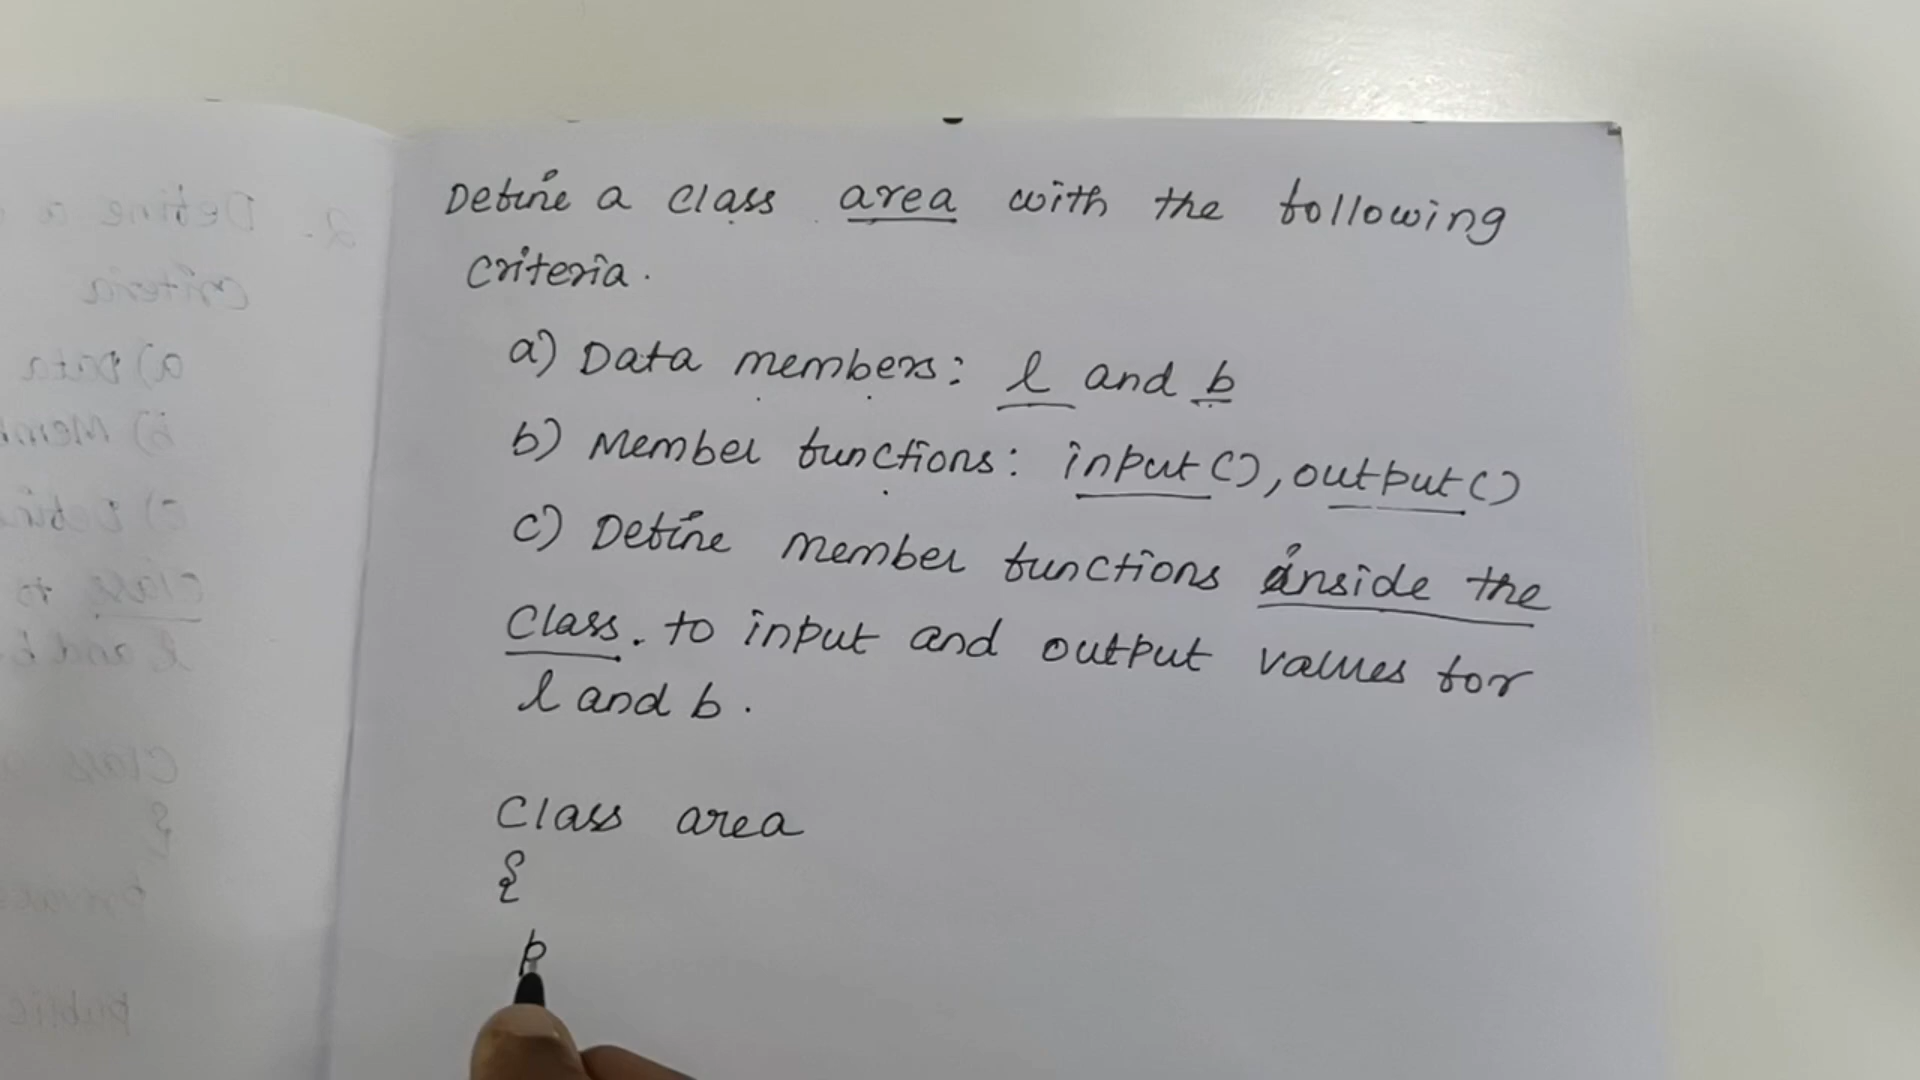 Define a class area with the following
criteria.
a) Data members: l and b
b) Member functions: input(), output()
c) Define member functions inside the
class. to input and output values for
l and b.
Class area
{
p